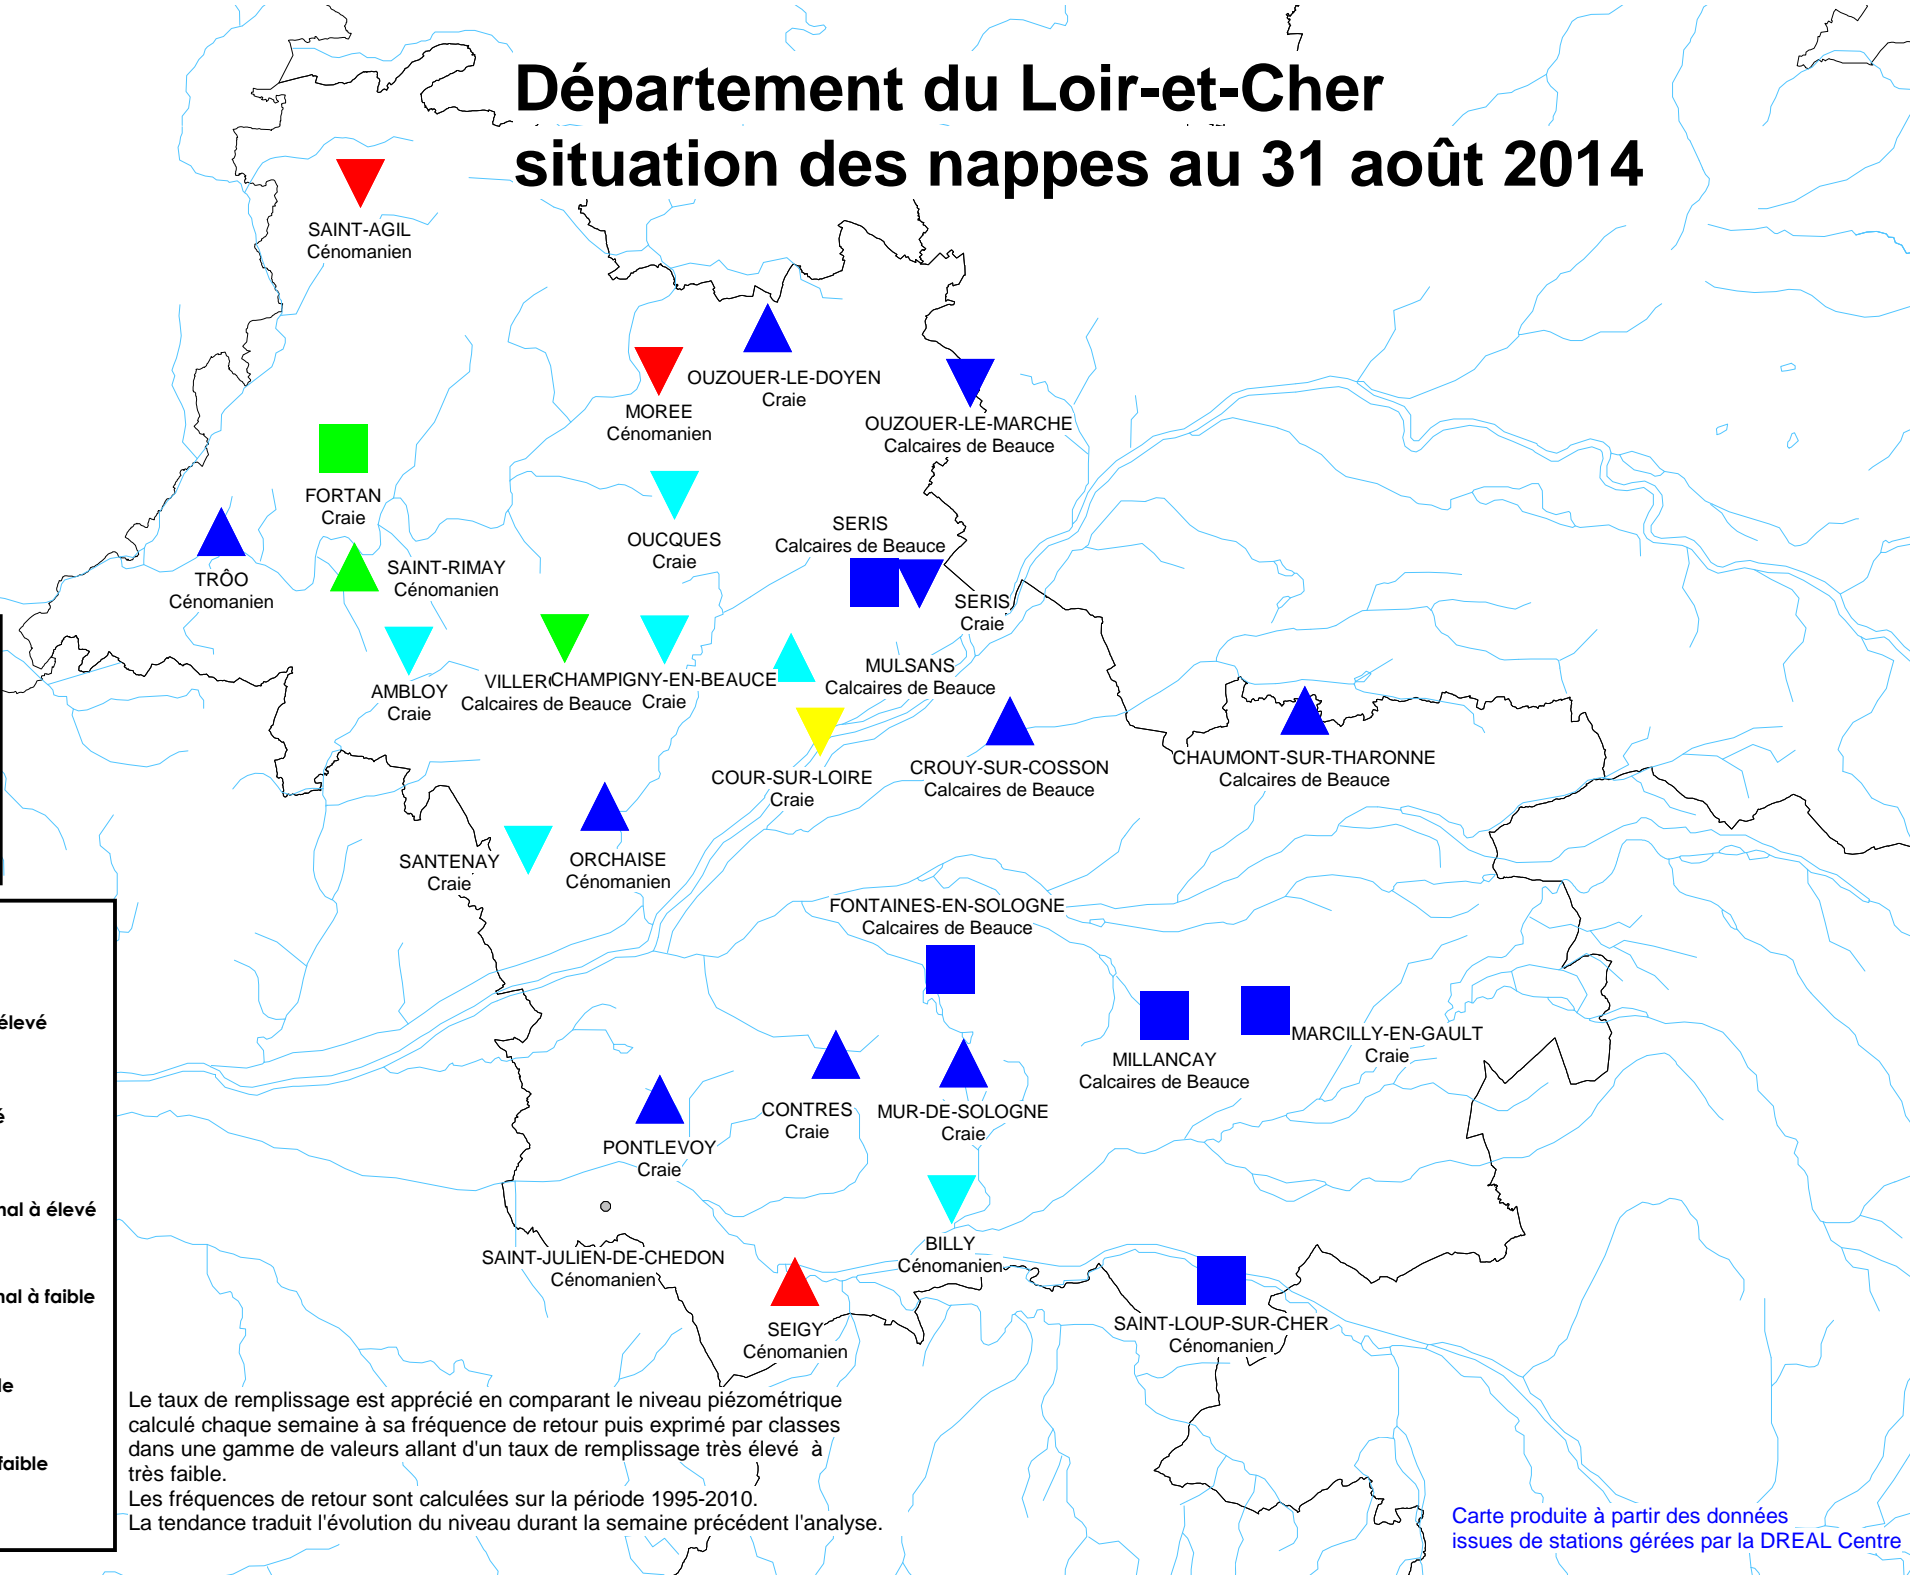 Département du Loir-et-Cher
situation des nappes au 31 août 2014
SAINT-AGIL
Cénomanien
OUZOUER-LE-DOYEN
Craie
MOREE
Cénomanien
OUZOUER-LE-MARCHE
Calcaires de Beauce
FORTAN
Craie
OUCQUES
Craie
SERIS
Calcaires de Beauce
TRÔO
Cénomanien
SAINT-RIMAY
Cénomanien
SERIS
Craie
AMBLOY
Craie
CHAMPIGNY-EN-BEAUCE
Craie
Calcaires de Beauce
MULSANS
Calcaires de Beauce
COUR-SUR-LOIRE
Craie
CROUY-SUR-COSSON
Calcaires de Beauce
CHAUMONT-SUR-THARONNE
Calcaires de Beauce
SANTENAY
Craie
ORCHAISE
Cénomanien
FONTAINES-EN-SOLOGNE
Calcaires de Beauce
élevé
MARCILLY-EN-GAULT
Craie
MILLANCAY
Calcaires de Beauce
CONTRES
Craie
MUR-DE-SOLOGNE
Craie
PONTLEVOY
Craie
à élevé
SAINT-JULIEN-DE-CHEDON
Cénomanien
BILLY
Cénomanien
à faible
SEIGY
Cénomanien
SAINT-LOUP-SUR-CHER
Cénomanien
faible
Le taux de remplissage est apprécié en comparant le niveau piézométrique
calculé chaque semaine à sa fréquence de retour puis exprimé par classes
dans une gamme de valeurs allant d'un taux de remplissage très élevé à
très faible.
Les fréquences de retour sont calculées sur la période 1995-2010.
La tendance traduit l'évolution du niveau durant la semaine précédent l'analyse.
Carte produite à partir des données
issues de stations gérées par la DREAL Centre